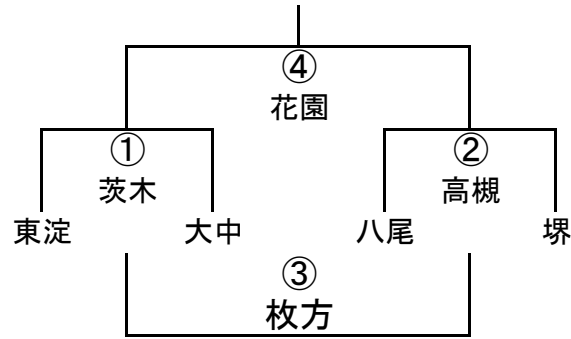 ④
花園
① ②
茨木 高槻
東淀 大中 八尾 堺
③
枚方